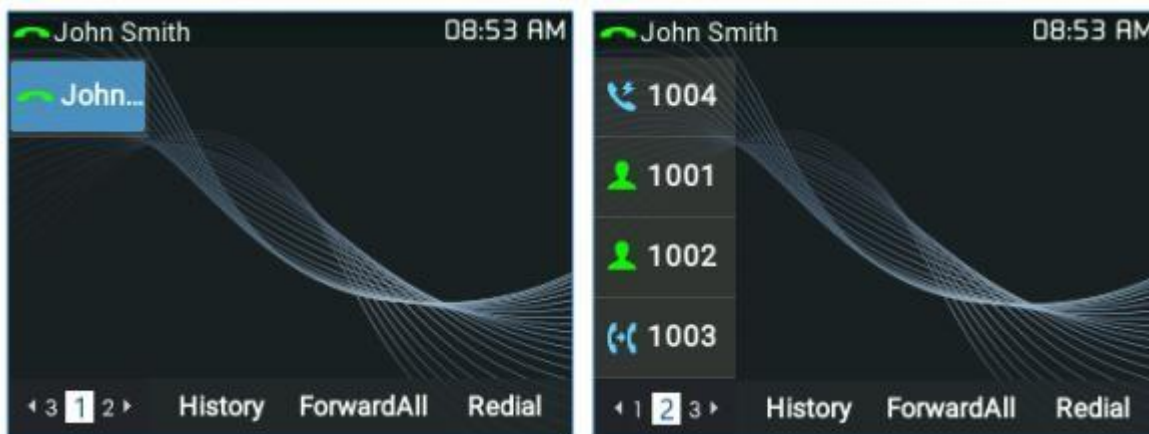 John Smith 08:53 AM
John...
3 1 2 History ForwardAll Redial
John Smith 08:53 AM
1004
1001
1002
1003
1 2 3 History ForwardAll Redial